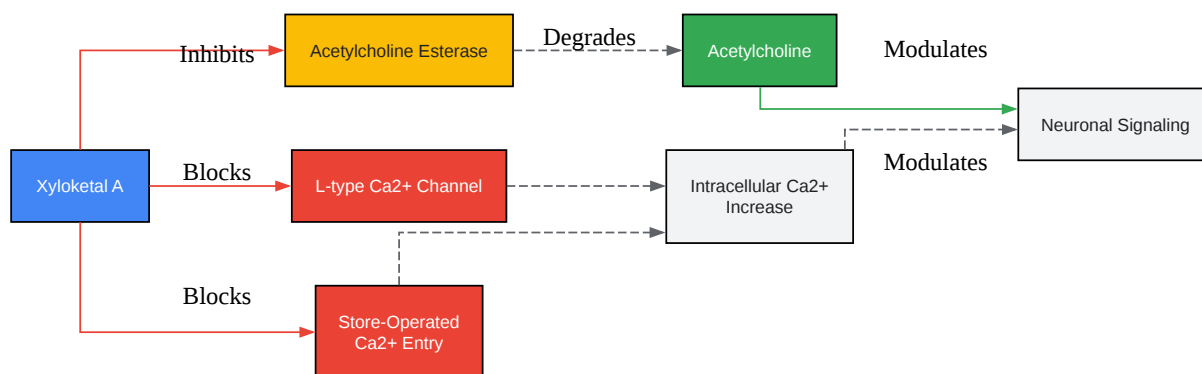 Inhibits
Acetylcholine Esterase
Degrades
Acetylcholine
Modulates
Neuronal Signaling
Xyloketal A
Blocks
L-type Ca2+ Channel
Intracellular Ca2+
Increase
Modulates
Blocks
Store-Operated
Ca2+ Entry